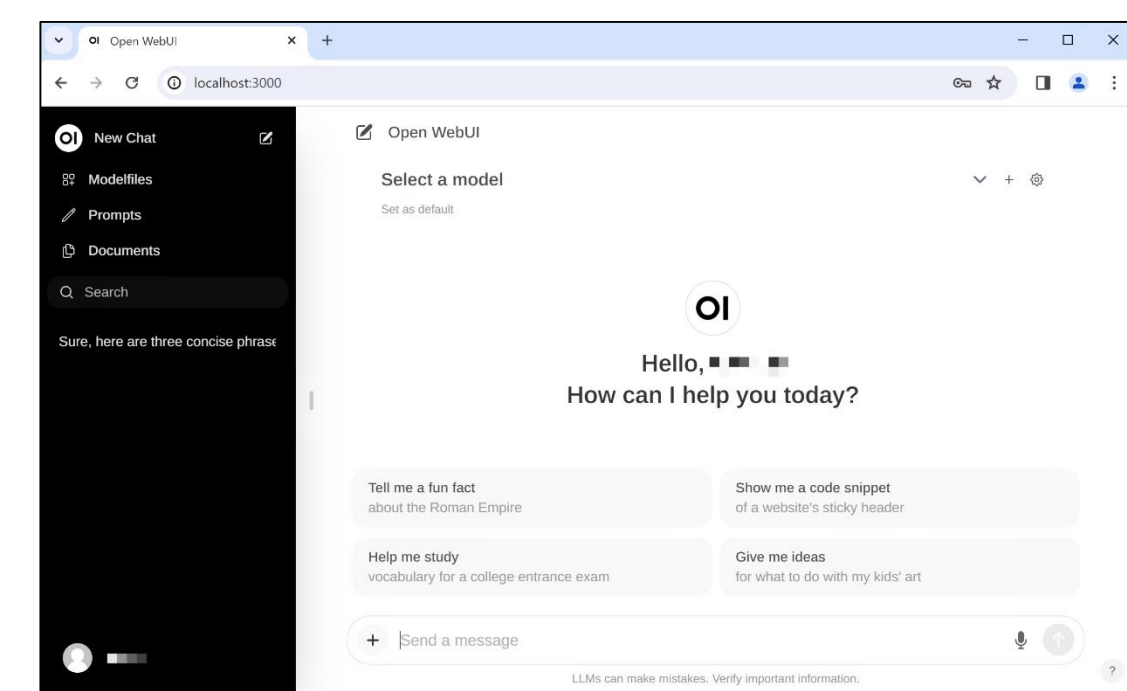 OI Open WebUI
localhost:3000
OI New Chat
Modelfiles
Prompts
Documents
Search
Sure, here are three concise phrase
Open WebUI
Select a model
Set as default
OI
Hello,
How can I help you today?
Tell me a fun fact
about the Roman Empire
Show me a code snippet
of a website's sticky header
Help me study
vocabulary for a college entrance exam
Give me ideas
for what to do with my kids' art
Send a message
LLMs can make mistakes. Verify important information.
?